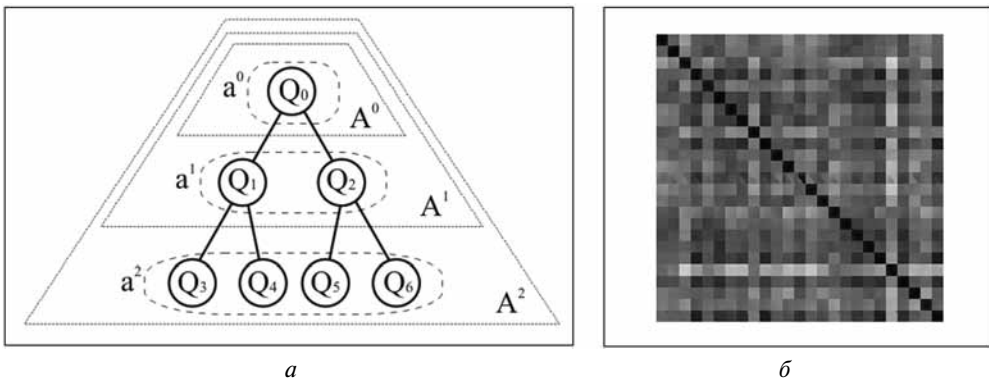 a⁰ Q₀ A⁰
a¹ Q₁ Q₂ A¹
a² Q₃ Q₄ Q₅ Q₆ A²
а б